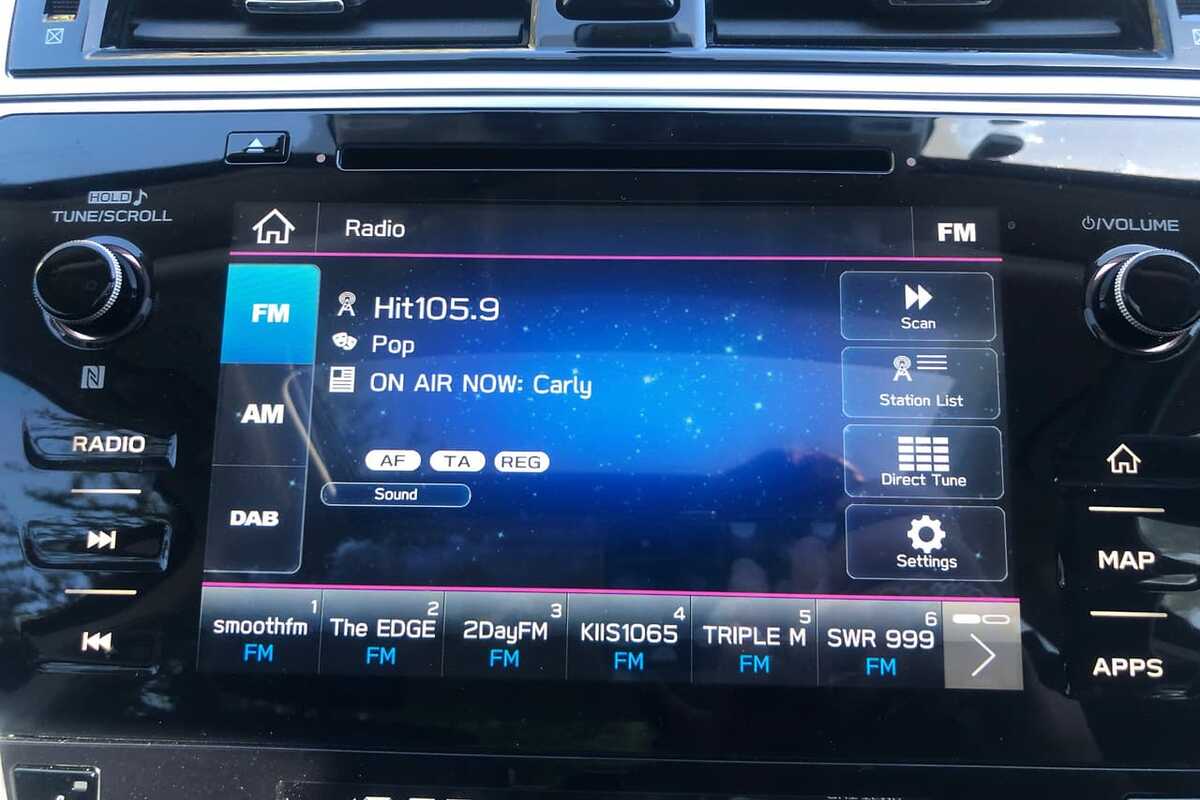 HOLD
TUNE/SCROLL
/VOLUME
Radio
FM
FM
AM
DAB
Hit105.9
Pop
ON AIR NOW: Carly
AF TA REG
Sound
Scan
Station List
Direct Tune
Settings
N
RADIO
MAP
APPS
1 2 3 4 5 6
smoothfm The EDGE 2DayFM KIIS1065 TRIPLE M SWR 999
FM FM FM FM FM FM